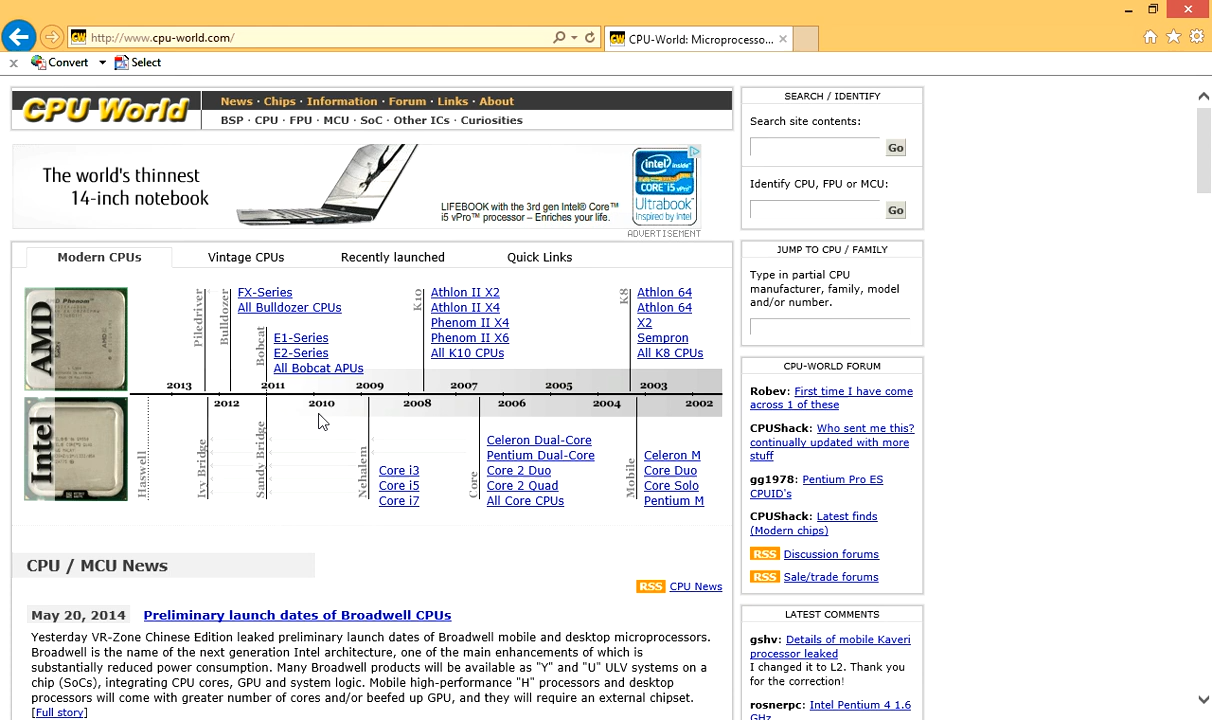 http://www.cpu-world.com/
CPU-World: Microprocesso...
x Convert Select
CPU World
News · Chips · Information · Forum · Links · About
BSP · CPU · FPU · MCU · SoC · Other ICs · Curiosities
The world's thinnest
14-inch notebook
LIFEBOOK with the 3rd gen Intel® Core™
i5 vPro™ processor – Enriches your life.
intel inside™
CORE™ i5
vPro™
Ultrabook™
Inspired by Intel
ADVERTISEMENT
Modern CPUs
Vintage CPUs
Recently launched
Quick Links
AMD
AMD Phenom™
Piledriver
Bulldozer
FX-Series
All Bulldozer CPUs
Bobcat
E1-Series
E2-Series
All Bobcat APUs
K10
Athlon II X2
Athlon II X4
Phenom II X4
Phenom II X6
All K10 CPUs
K8
Athlon 64
Athlon 64
X2
Sempron
All K8 CPUs
2013 2011 2009 2007 2005 2003
2012 2010 2008 2006 2004 2002
Intel
Haswell
Ivy Bridge
Sandy Bridge
Nehalem
Core i3
Core i5
Core i7
Core
Celeron Dual-Core
Pentium Dual-Core
Core 2 Duo
Core 2 Quad
All Core CPUs
Mobile
Celeron M
Core Duo
Core Solo
Pentium M
CPU / MCU News
RSS CPU News
May 20, 2014 Preliminary launch dates of Broadwell CPUs
Yesterday VR-Zone Chinese Edition leaked preliminary launch dates of Broadwell mobile and desktop microprocessors.
Broadwell is the name of the next generation Intel architecture, one of the main enhancements of which is
substantially reduced power consumption. Many Broadwell products will be available as "Y" and "U" ULV systems on a
chip (SoCs), integrating CPU cores, GPU and system logic. Mobile high-performance "H" processors and desktop
processors will come with greater number of cores and/or beefed up GPU, and they will require an external chipset.
[Full story]
SEARCH / IDENTIFY
Search site contents:
Go
Identify CPU, FPU or MCU:
Go
JUMP TO CPU / FAMILY
Type in partial CPU
manufacturer, family, model
and/or number.
CPU-WORLD FORUM
Robev: First time I have come
across 1 of these
CPUShack: Who sent me this?
continually updated with more
stuff
gg1978: Pentium Pro ES
CPUID's
CPUShack: Latest finds
(Modern chips)
RSS Discussion forums
RSS Sale/trade forums
LATEST COMMENTS
gshv: Details of mobile Kaveri
processor leaked
I changed it to L2. Thank you
for the correction!
rosnerpc: Intel Pentium 4 1.6
GHz